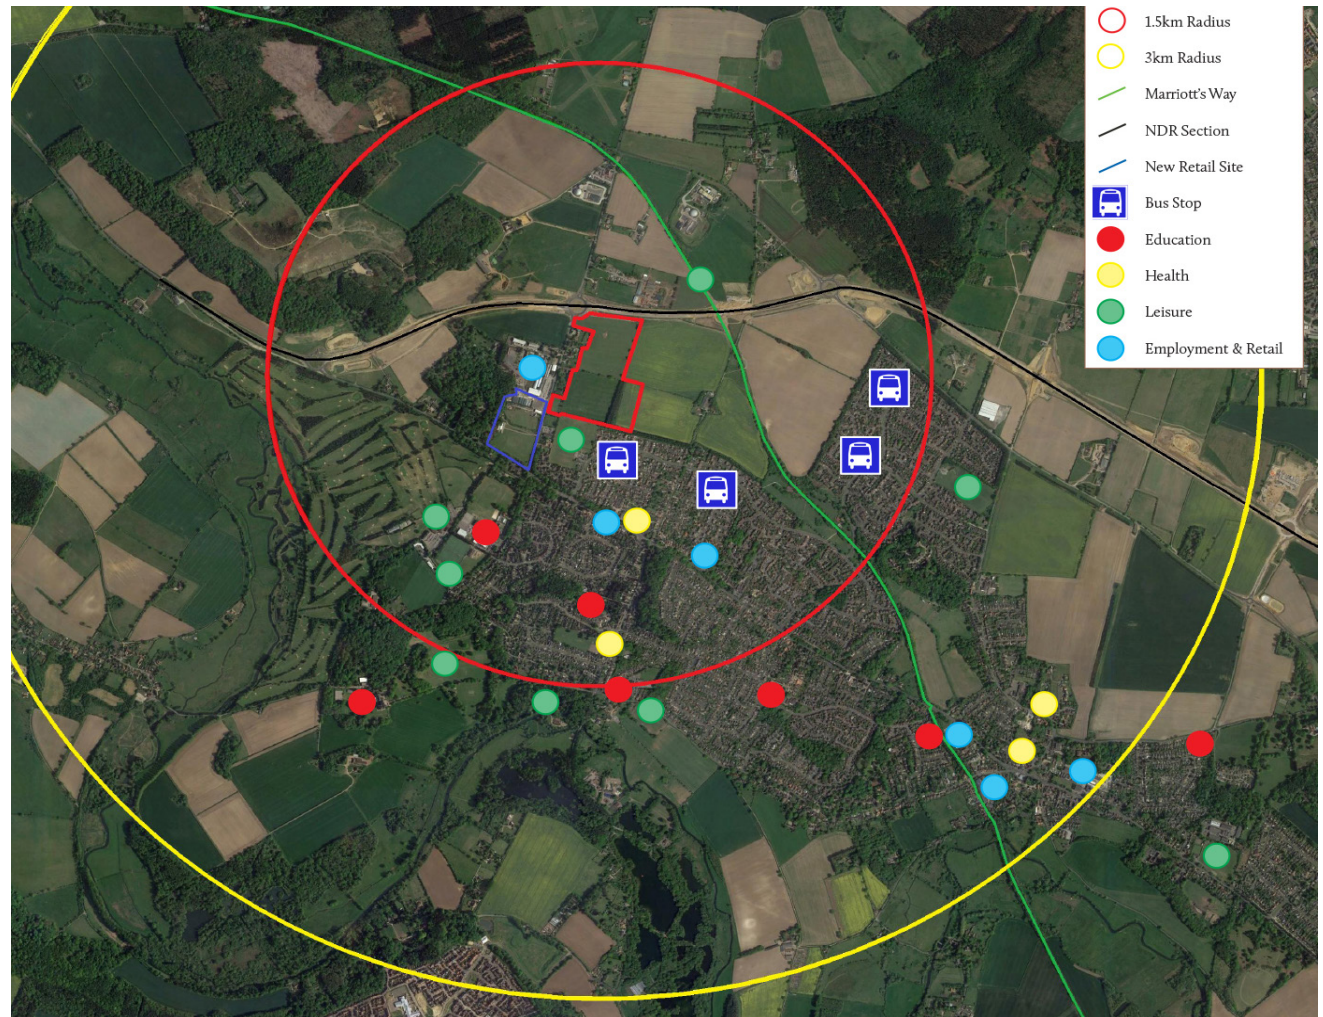 1.5km Radius
3km Radius
Marriott's Way
NDR Section
New Retail Site
Bus Stop
Education
Health
Leisure
Employment & Retail